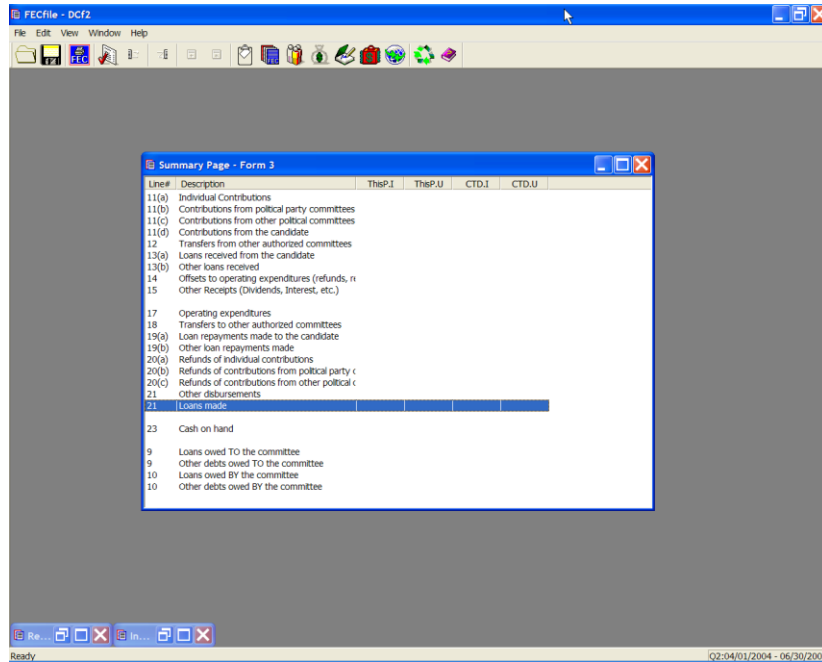 FECfile - DCf2
File Edit View Window Help
FEC
Summary Page - Form 3
Line# Description ThisP.I ThisP.U CTD.I CTD.U
11(a) Individual Contributions
11(b) Contributions from political party committees
11(c) Contributions from other political committees
11(d) Contributions from the candidate
12 Transfers from other authorized committees
13(a) Loans received from the candidate
13(b) Other loans received
14 Offsets to operating expenditures (refunds, re
15 Other Receipts (Dividends, Interest, etc.)
17 Operating expenditures
18 Transfers to other authorized committees
19(a) Loan repayments made to the candidate
19(b) Other loan repayments made
20(a) Refunds of individual contributions
20(b) Refunds of contributions from political party c
20(c) Refunds of contributions from other political c
21 Other disbursements
21 Loans made
23 Cash on hand
9 Loans owed TO the committee
9 Other debts owed TO the committee
10 Loans owed BY the committee
10 Other debts owed BY the committee
Re... In...
Ready Q2:04/01/2004 - 06/30/200